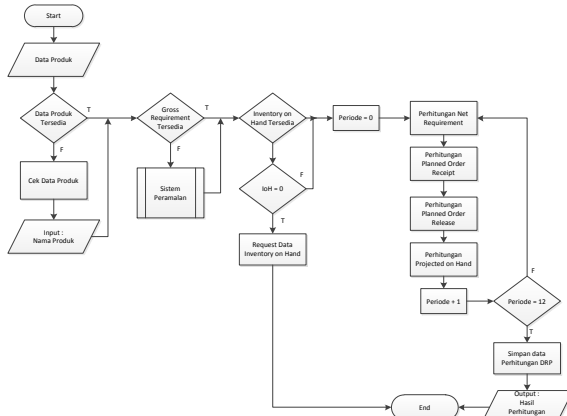 Start
Data Produk
Data Produk
Tersedia
T
F
Cek Data Produk
Input :
Nama Produk
Gross
Requirement
Tersedia
T
F
Sistem
Peramalan
Inventory on
Hand Tersedia
F
IoH = 0
T
Request Data
Inventory on Hand
Periode = 0
Perhitungan Net
Requirement
Perhitungan
Planned Order
Receipt
Perhitungan
Planned Order
Release
Perhitungan
Projected on Hand
Periode + 1
F
Periode = 12
T
Simpan data
Perhitungan DRP
Output :
Hasil
Perhitungan
End